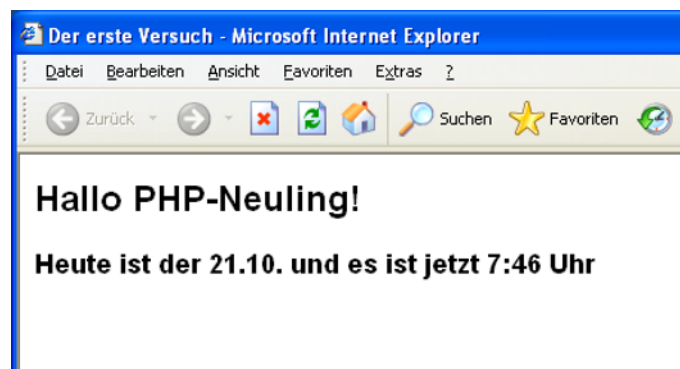 Der erste Versuch - Microsoft Internet Explorer
Datei Bearbeiten Ansicht Favoriten Extras ?
Zurück Suchen Favoriten
Hallo PHP-Neuling!
Heute ist der 21.10. und es ist jetzt 7:46 Uhr